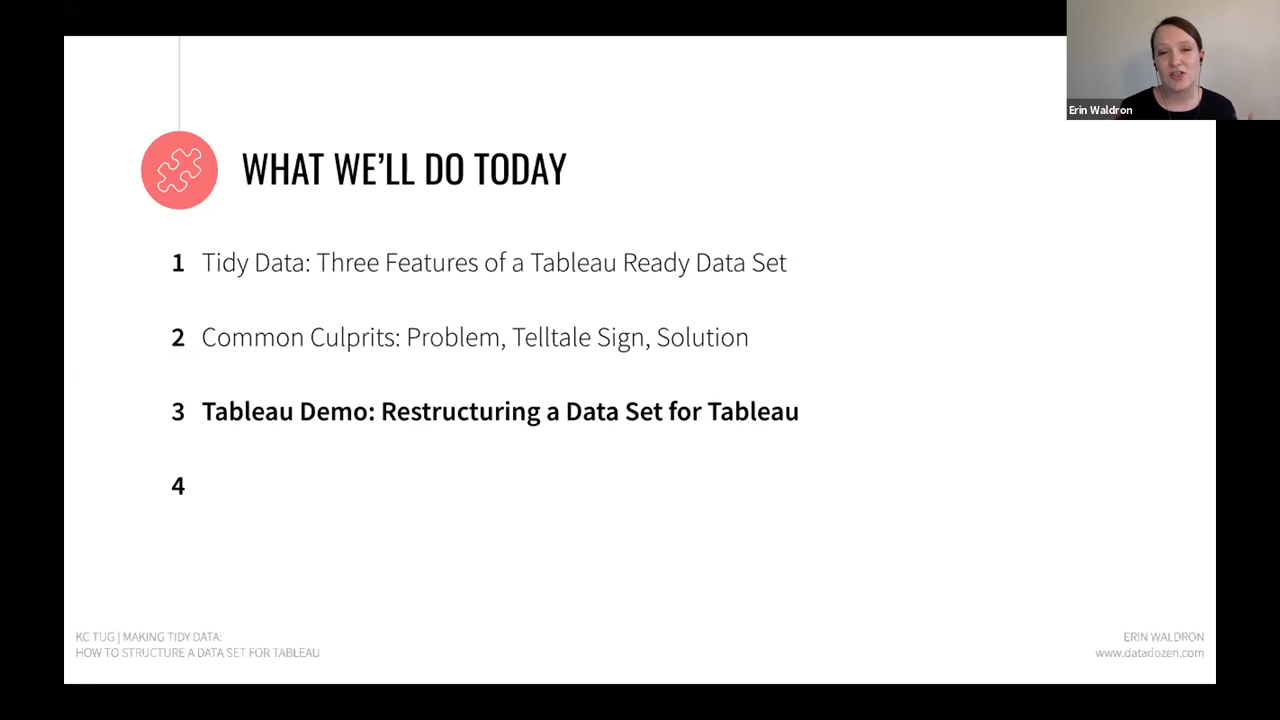 Erin Waldron
WHAT WE'LL DO TODAY
1 Tidy Data: Three Features of a Tableau Ready Data Set
2 Common Culprits: Problem, Telltale Sign, Solution
3 Tableau Demo: Restructuring a Data Set for Tableau
4
KC TUG | MAKING TIDY DATA:
HOW TO STRUCTURE A DATA SET FOR TABLEAU
ERIN WALDRON
www.datadozen.com